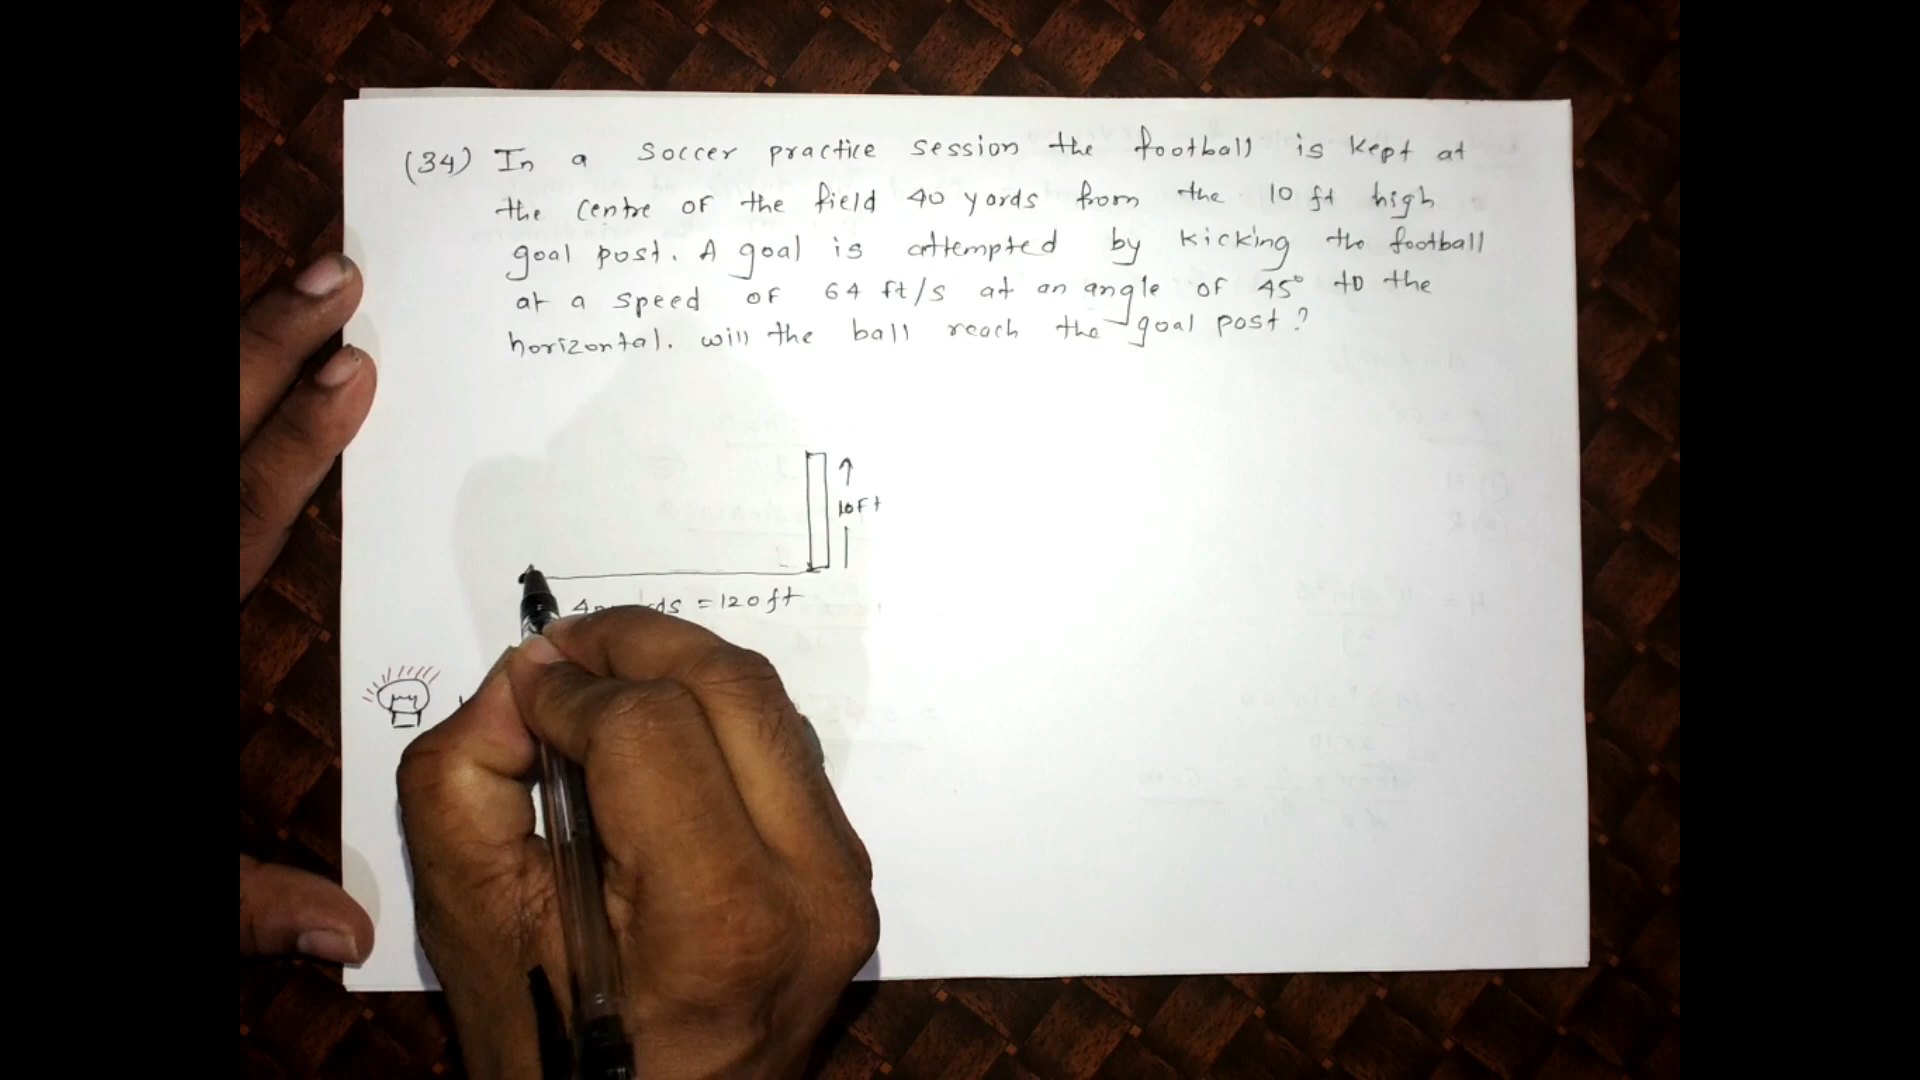 (34) In a soccer practice session the football is kept at
the centre of the field 40 yards from the 10 ft high
goal post. A goal is attempted by kicking the football
at a speed of 64 ft/s at an angle of 45° to the
horizontal. will the ball reach the goal post?
10Ft
= 120 ft